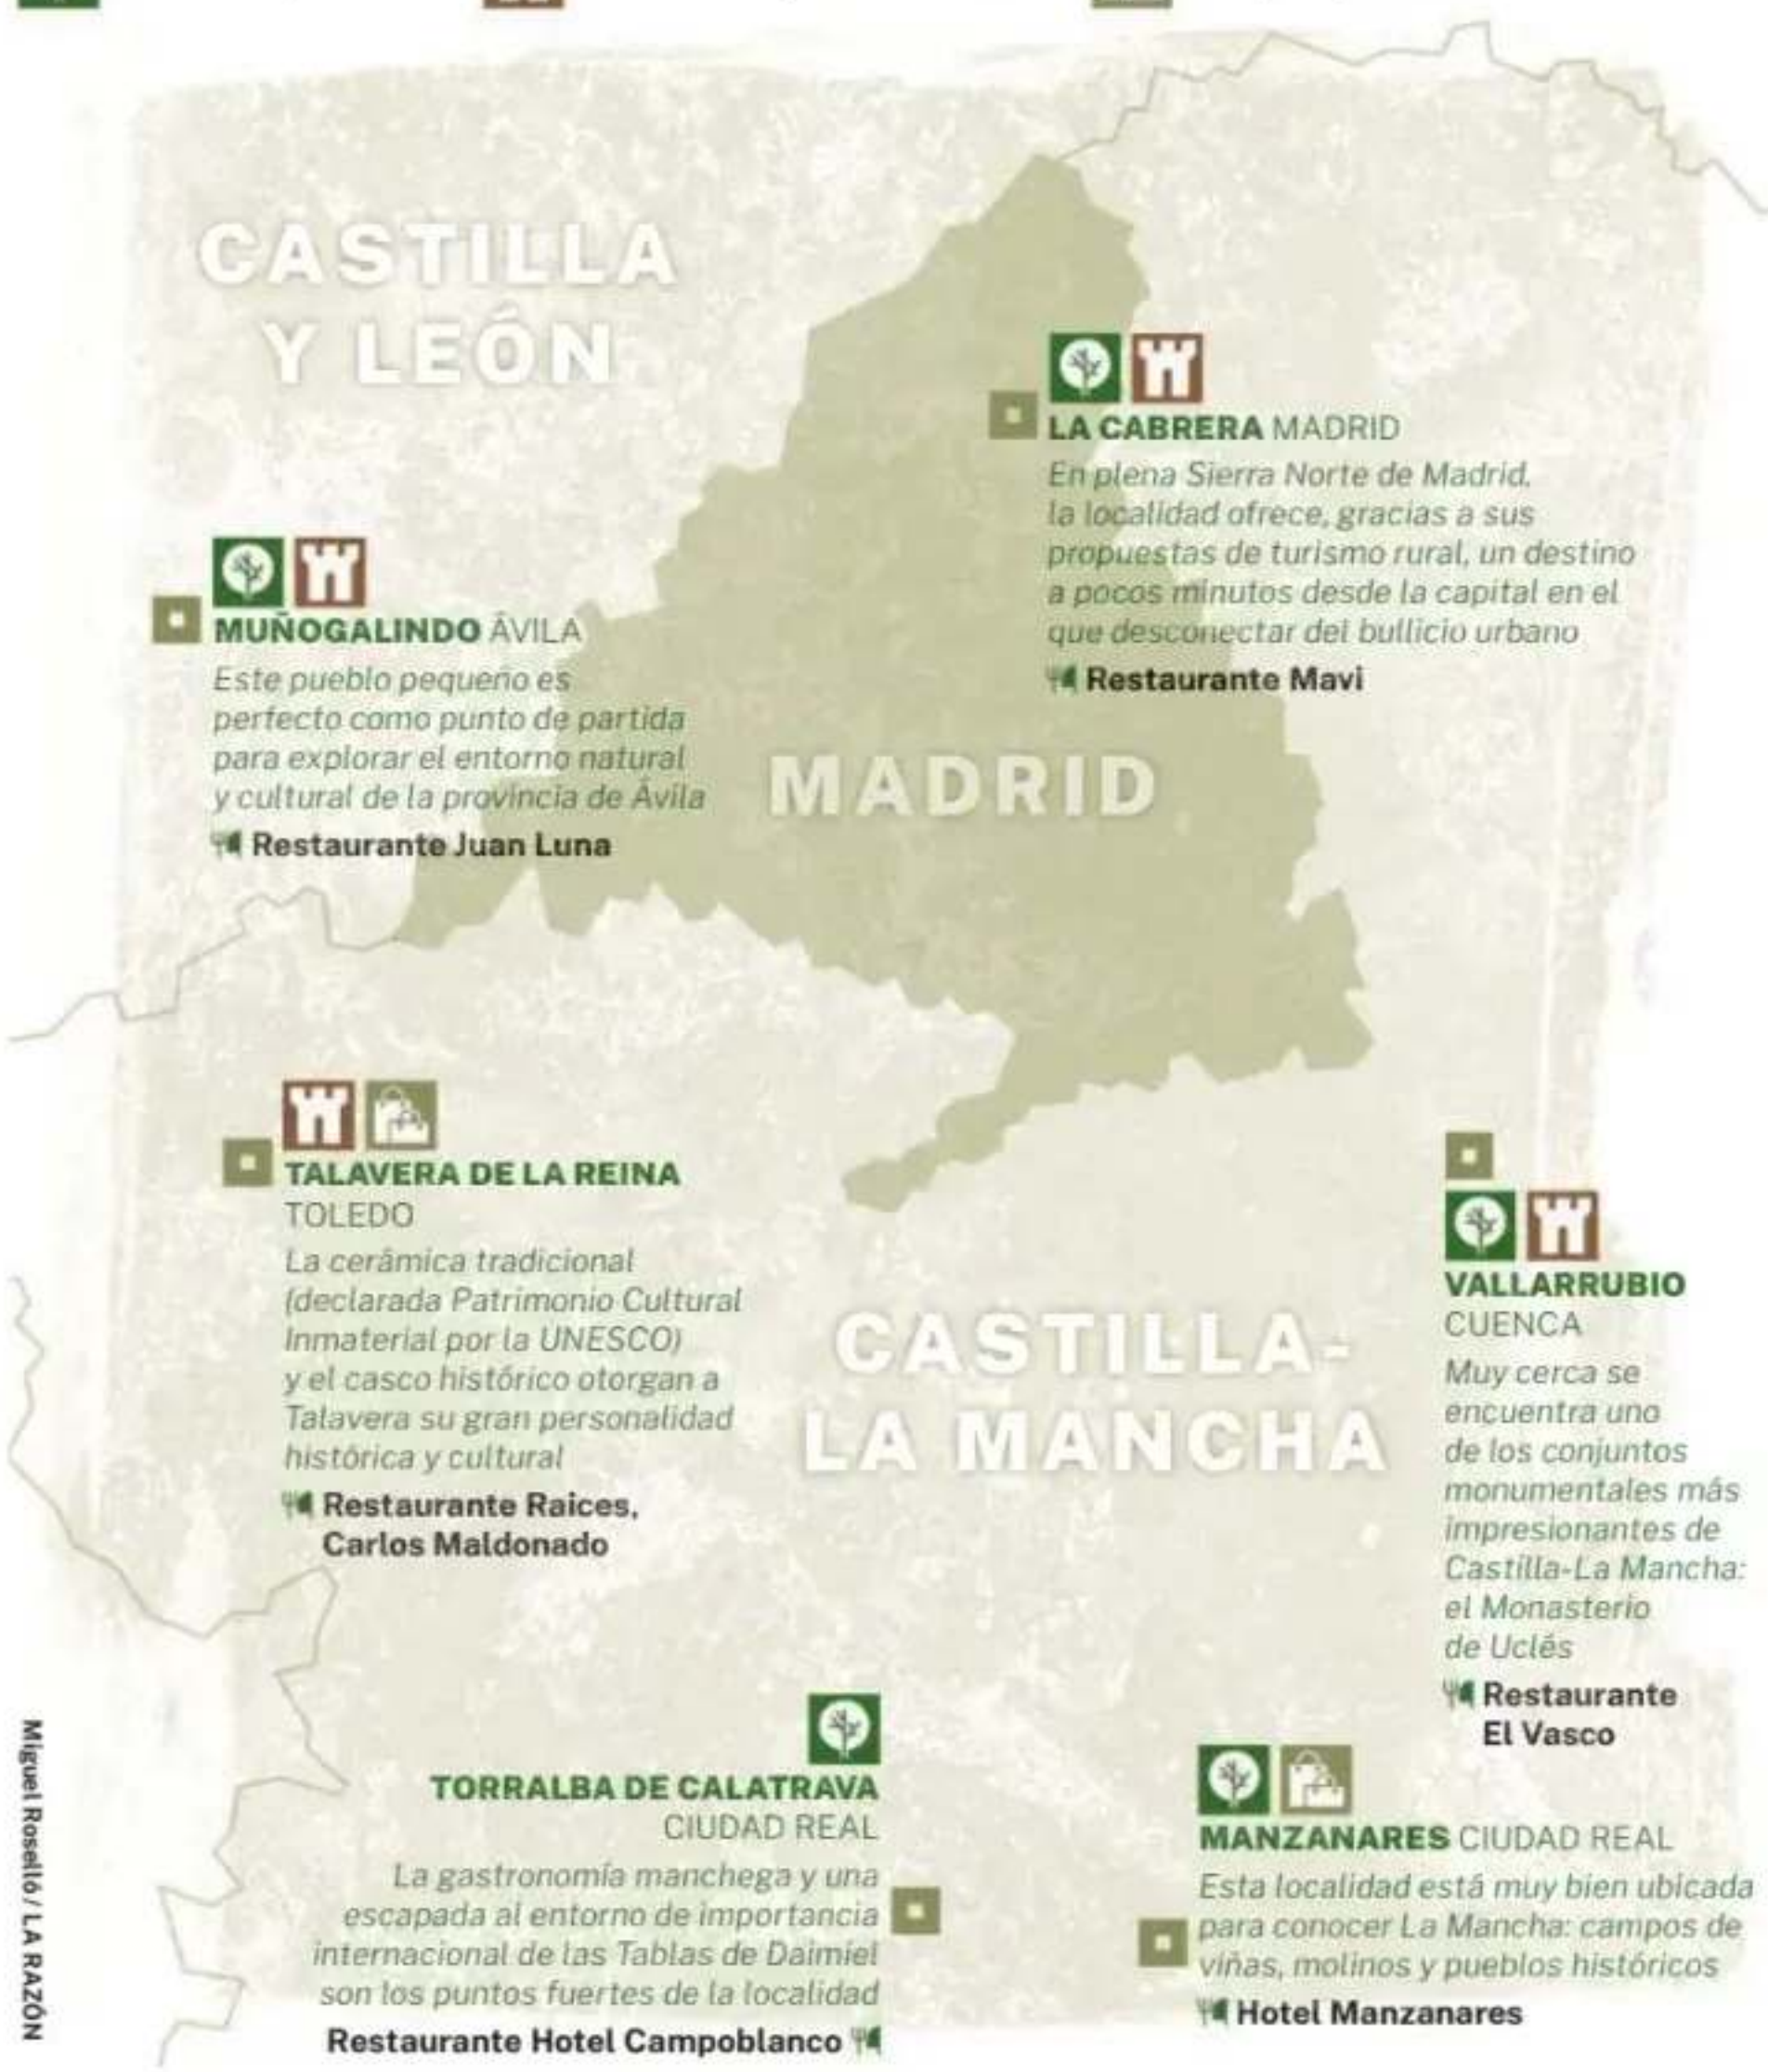 CASTILLA
Y LEÓN
LA CABRERA MADRID
En plena Sierra Norte de Madrid,
la localidad ofrece, gracias a sus
propuestas de turismo rural, un destino
a pocos minutos desde la capital en el
que desconectar del bullicio urbano
Restaurante Mavi
MUÑOGALINDO ÁVILA
Este pueblo pequeño es
perfecto como punto de partida
para explorar el entorno natural
y cultural de la provincia de Ávila
Restaurante Juan Luna
MADRID
TALAVERA DE LA REINA
TOLEDO
La cerámica tradicional
(declarada Patrimonio Cultural
Inmaterial por la UNESCO)
y el casco histórico otorgan a
Talavera su gran personalidad
histórica y cultural
Restaurante Raices,
Carlos Maldonado
CASTILLA-
LA MANCHA
VALLARRUBIO
CUENCA
Muy cerca se
encuentra uno
de los conjuntos
monumentales más
impresionantes de
Castilla-La Mancha:
el Monasterio
de Uclés
Restaurante
El Vasco
TORRALBA DE CALATRAVA
CIUDAD REAL
La gastronomía manchega y una
escapada al entorno de importancia
internacional de las Tablas de Daimiel
son los puntos fuertes de la localidad
Restaurante Hotel Campoblanco
MANZANARES CIUDAD REAL
Esta localidad está muy bien ubicada
para conocer La Mancha: campos de
viñas, molinos y pueblos históricos
Hotel Manzanares
Miguel Roselló / LA RAZÓN